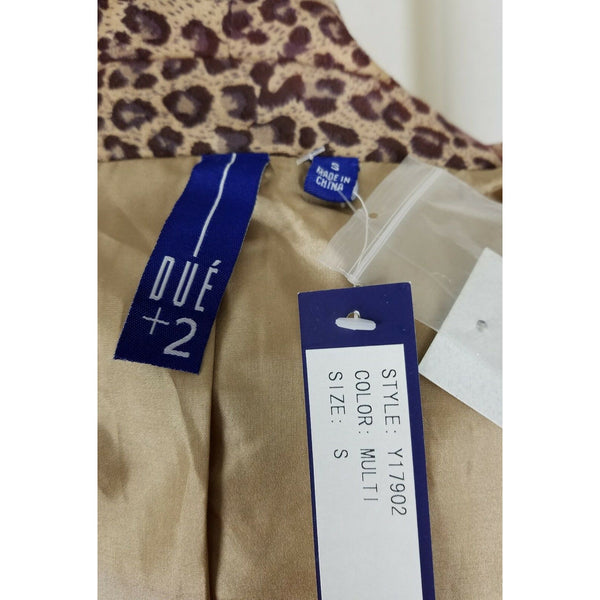 DUÉ
+2
S
MADE IN
CHINA
STYLE: Y17902
COLOR: MULTI
SIZE: S